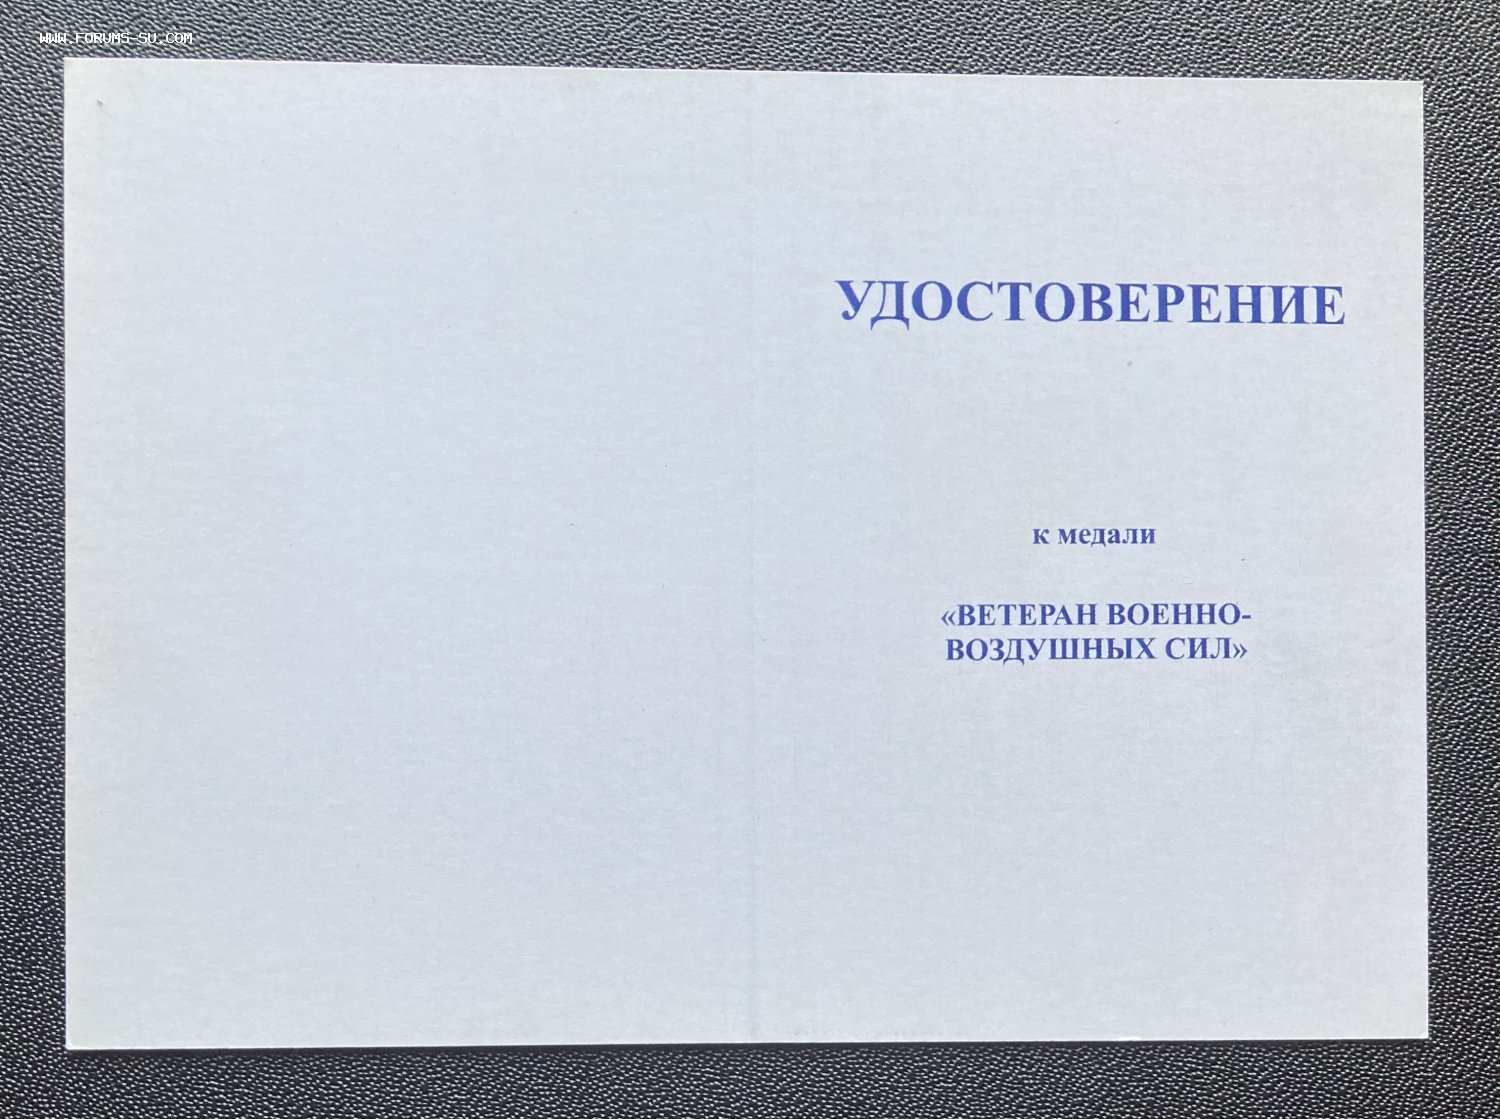 WWW.FORUMS-SU.COM
УДОСТОВЕРЕНИЕ
к медали
«ВЕТЕРАН ВОЕННО-
ВОЗДУШНЫХ СИЛ»